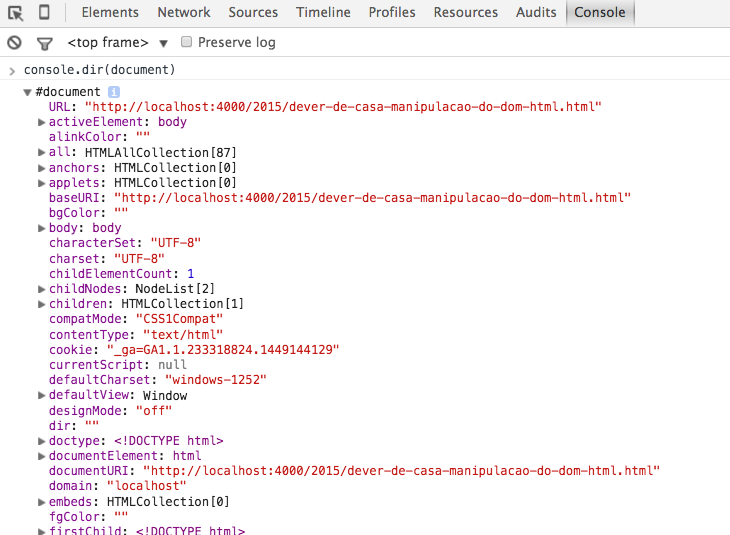 Elements Network Sources Timeline Profiles Resources Audits Console
<top frame> ▼ Preserve log
> console.dir(document)
▼ #document i
URL: "http://localhost:4000/2015/dever-de-casa-manipulacao-do-dom-html.html"
▶ activeElement: body
alinkColor: ""
▶ all: HTMLAllCollection[87]
▶ anchors: HTMLCollection[0]
▶ applets: HTMLCollection[0]
baseURI: "http://localhost:4000/2015/dever-de-casa-manipulacao-do-dom-html.html"
bgColor: ""
▶ body: body
characterSet: "UTF-8"
charset: "UTF-8"
childElementCount: 1
▶ childNodes: NodeList[2]
▶ children: HTMLCollection[1]
compatMode: "CSS1Compat"
contentType: "text/html"
cookie: "_ga=GA1.1.233318824.1449144129"
currentScript: null
defaultCharset: "windows-1252"
▶ defaultView: Window
designMode: "off"
dir: ""
▶ doctype: <!DOCTYPE html>
▶ documentElement: html
documentURI: "http://localhost:4000/2015/dever-de-casa-manipulacao-do-dom-html.html"
domain: "localhost"
▶ embeds: HTMLCollection[0]
fgColor: ""
▶ firstChild: <!DOCTYPE html>